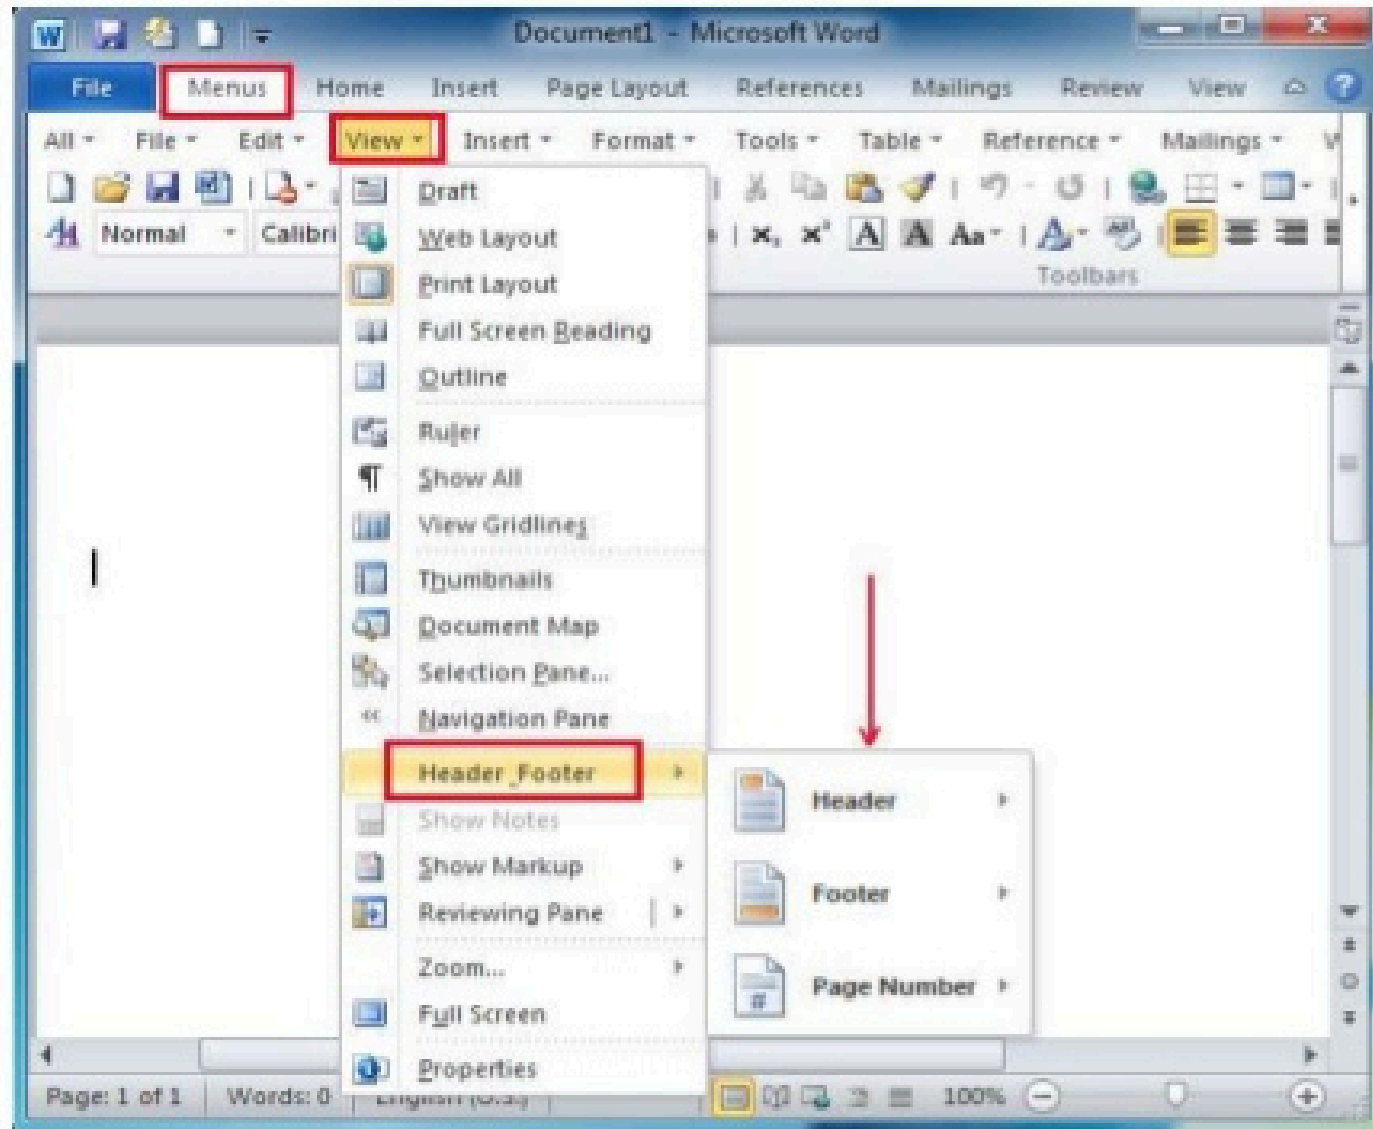 Document1 - Microsoft Word
File Menus Home Insert Page Layout References Mailings Review View
All File Edit View Insert Format Tools Table Reference Mailings
Normal Calibri Aa
Toolbars
Draft
Web Layout
Print Layout
Full Screen Reading
Outline
Ruler
Show All
View Gridlines
Thumbnails
Document Map
Selection Pane...
Navigation Pane
Header_Footer
Show Notes
Show Markup
Reviewing Pane
Zoom...
Full Screen
Properties
Header
Footer
Page Number
Page: 1 of 1 Words: 0 English (U.S.) 100%